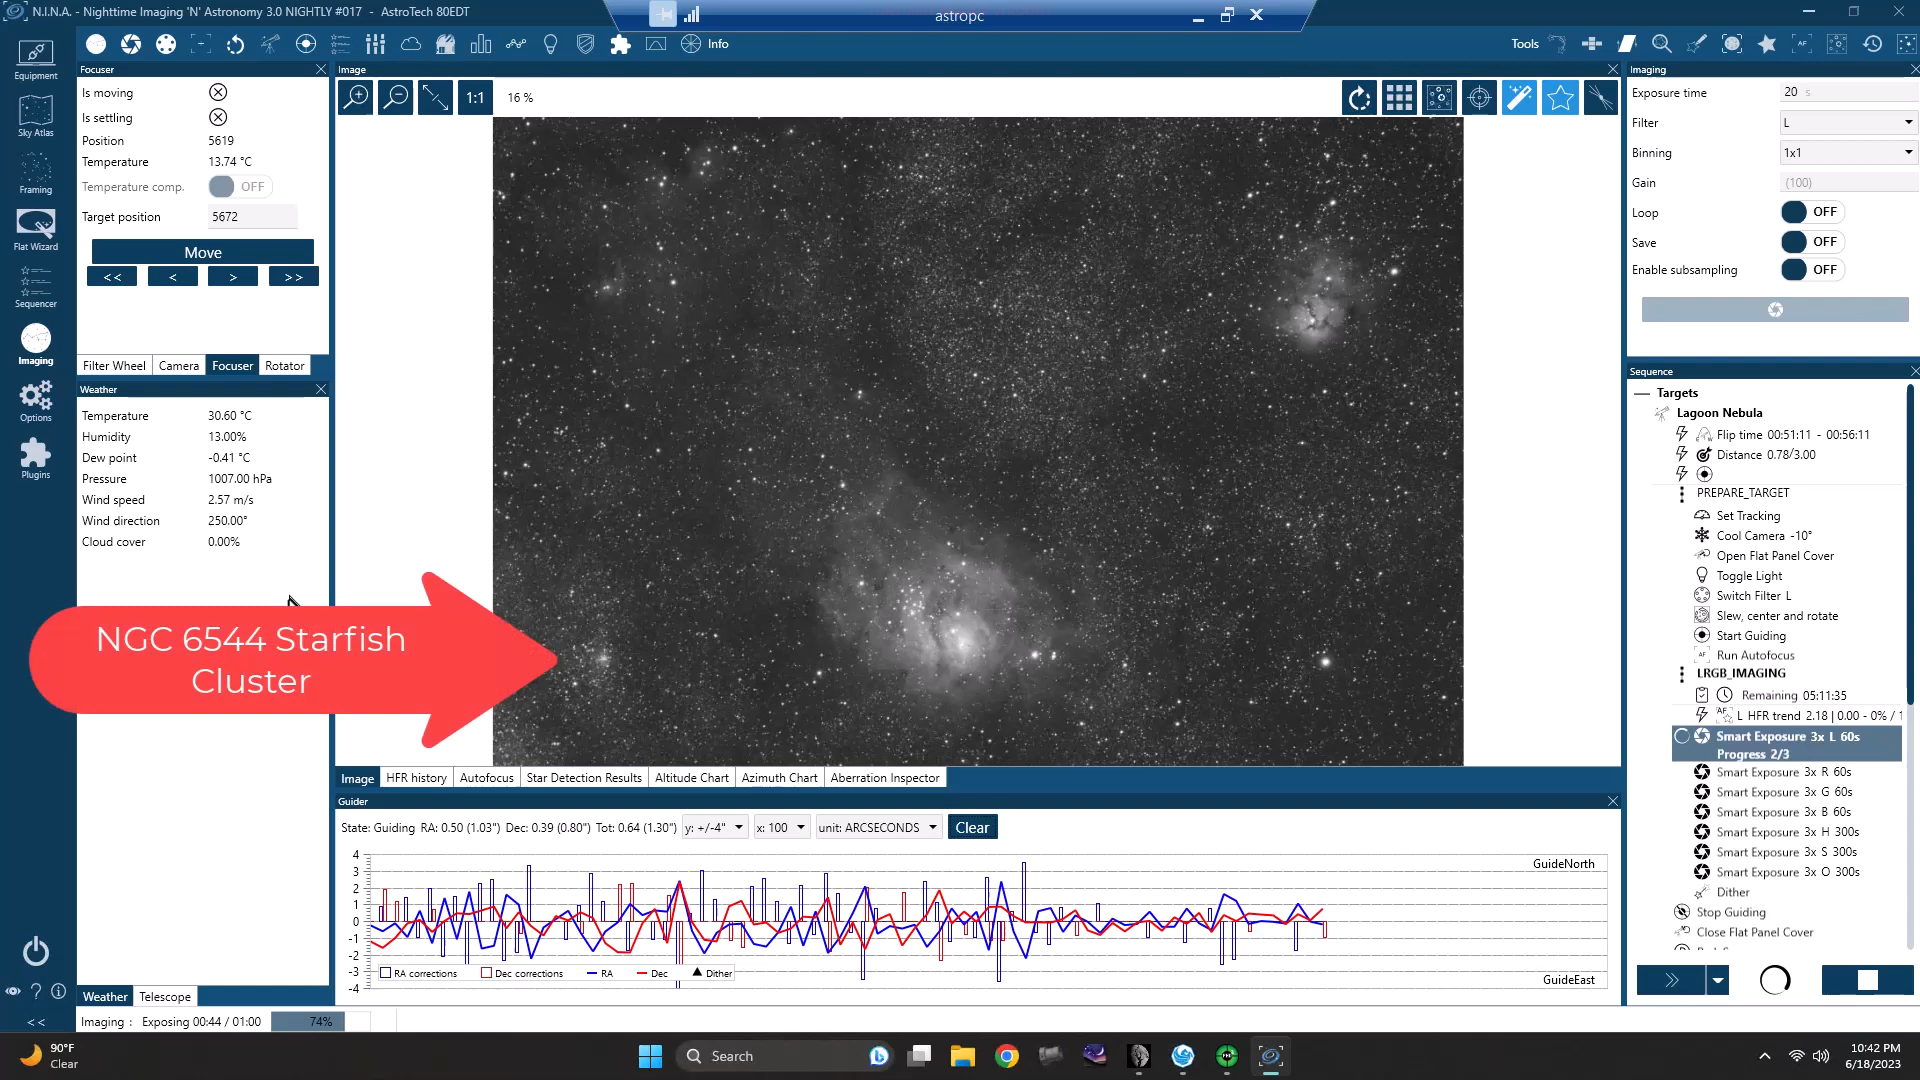 N.I.N.A. - Nighttime Imaging 'N' Astronomy 3.0 NIGHTLY #017 - AstroTech 80EDT
astropc
Info
Tools
Equipment
Sky Atlas
Framing
Flat Wizard
Sequencer
Imaging
Options
Plugins
<<
Focuser
Is moving
Is settling
Position 5619
Temperature 13.74 °C
Temperature comp. OFF
Target position 5672
Move
<< < > >>
Filter Wheel Camera Focuser Rotator
Weather
Temperature 30.60 °C
Humidity 13.00%
Dew point -0.41 °C
Pressure 1007.00 hPa
Wind speed 2.57 m/s
Wind direction 250.00°
Cloud cover 0.00%
NGC 6544 Starfish
Cluster
Weather Telescope
Image
1:1 16 %
Image HFR history Autofocus Star Detection Results Altitude Chart Azimuth Chart Aberration Inspector
Guider
State: Guiding RA: 0.50 (1.03") Dec: 0.39 (0.80") Tot: 0.64 (1.30") y: +/-4" x: 100 unit: ARCSECONDS Clear
4
3
2
1
0
-1
-2
-3
-4
GuideNorth
GuideEast
RA corrections Dec corrections RA Dec Dither
Imaging
Exposure time 20 s
Filter L
Binning 1x1
Gain (100)
Loop OFF
Save OFF
Enable subsampling OFF
Sequence
Targets
Lagoon Nebula
Flip time 00:51:11 - 00:56:11
Distance 0.78/3.00
PREPARE_TARGET
Set Tracking
Cool Camera -10°
Open Flat Panel Cover
Toggle Light
Switch Filter L
Slew, center and rotate
Start Guiding
AF Run Autofocus
LRGB_IMAGING
Remaining 05:11:35
AF L HFR trend 2.18 | 0.00 - 0% / 1
Smart Exposure 3x L 60s
Progress 2/3
Smart Exposure 3x R 60s
Smart Exposure 3x G 60s
Smart Exposure 3x B 60s
Smart Exposure 3x H 300s
Smart Exposure 3x S 300s
Smart Exposure 3x O 300s
Dither
Stop Guiding
Close Flat Panel Cover
Imaging : Exposing 00:44 / 01:00 74%
90°F
Clear
Search
10:42 PM
6/18/2023